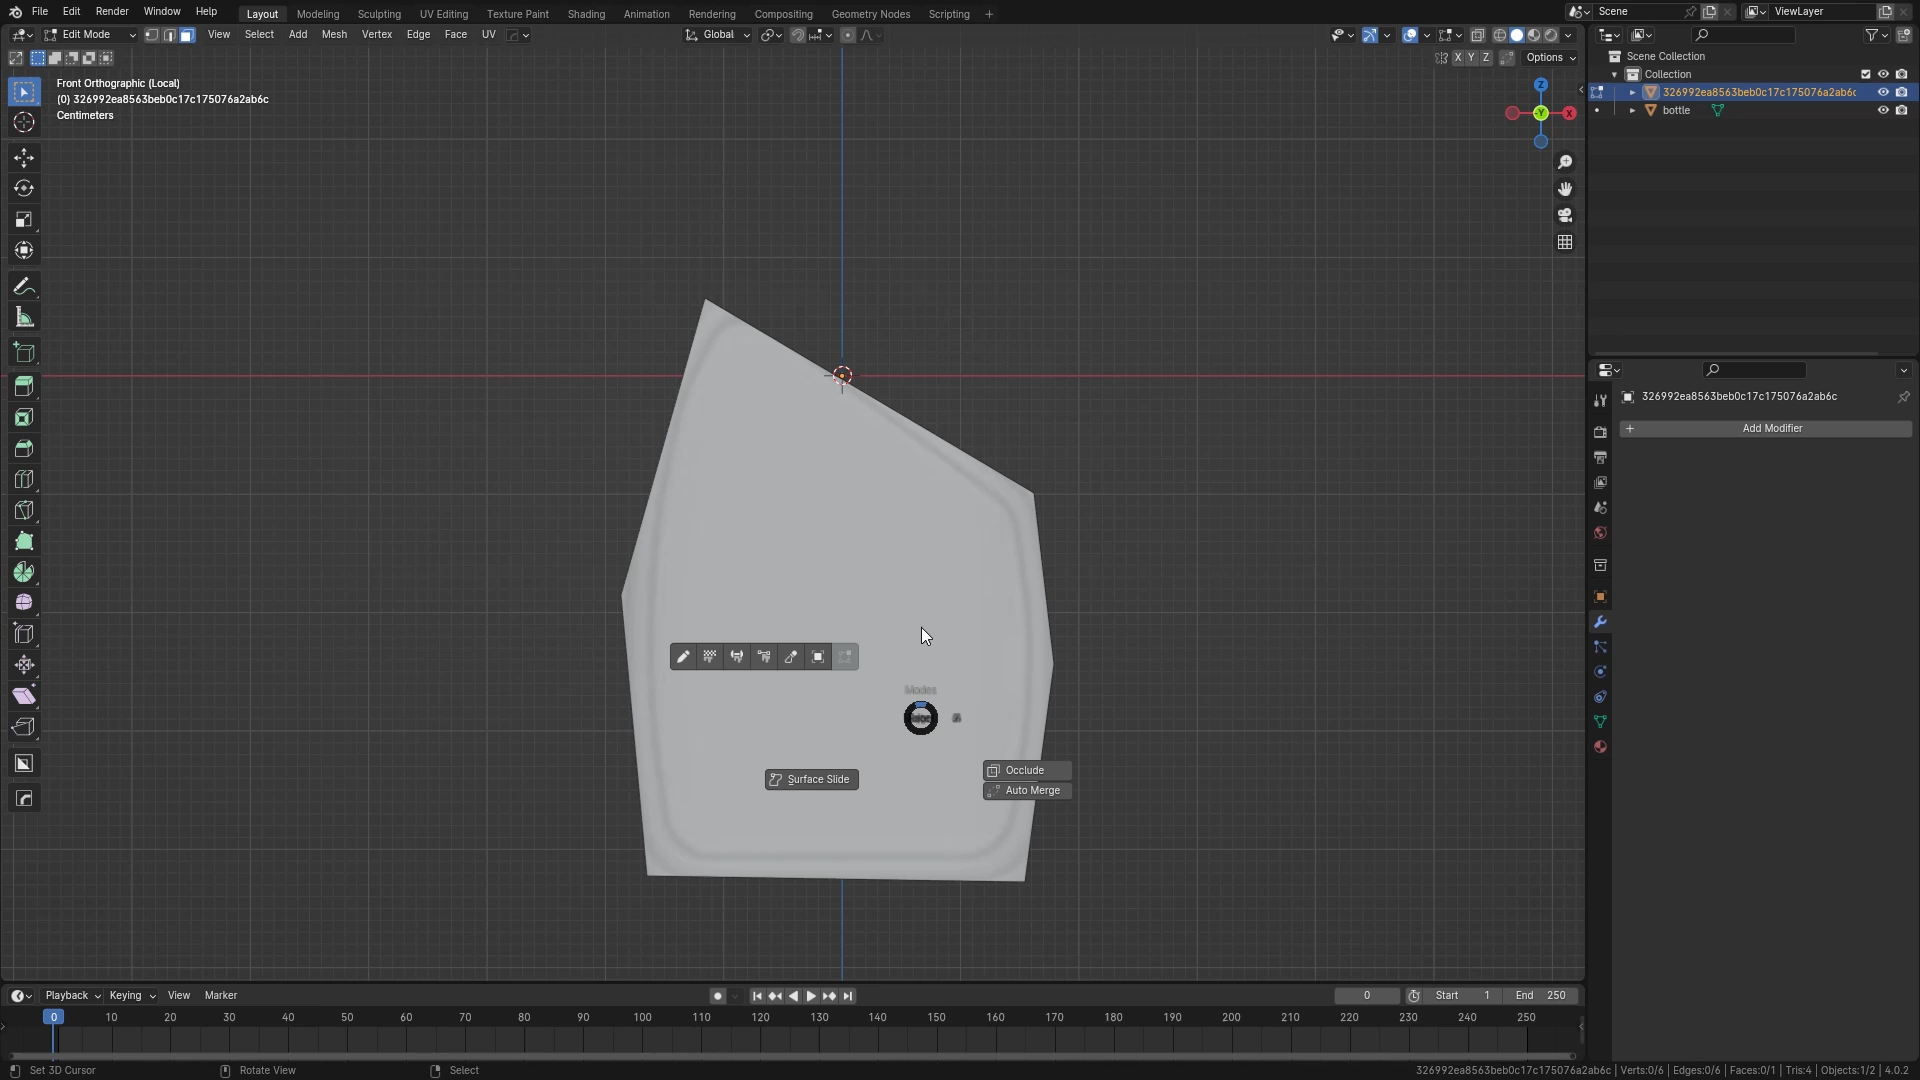 File Edit Render Window Help Layout Modeling Sculpting UV Editing Texture Paint Shading Animation Rendering Compositing Geometry Nodes Scripting + Scene ViewLayer
Edit Mode View Select Add Mesh Vertex Edge Face UV Global
X Y Z Options
Scene Collection
Collection
326992ea8563beb0c17c175076a2ab6c
bottle
Front Orthographic (Local)
(0) 326992ea8563beb0c17c175076a2ab6c
Centimeters
Z
Y
X
326992ea8563beb0c17c175076a2ab6c
+ Add Modifier
Modes
Surface Slide
Occlude
Auto Merge
Playback Keying View Marker 0 Start 1 End 250
0 10 20 30 40 50 60 70 80 90 100 110 120 130 140 150 160 170 180 190 200 210 220 230 240 250
Set 3D Cursor Rotate View Select 326992ea8563beb0c17c175076a2ab6c | Verts:0/6 | Edges:0/6 | Faces:0/1 | Tris:4 | Objects:1/2 | 4.0.2